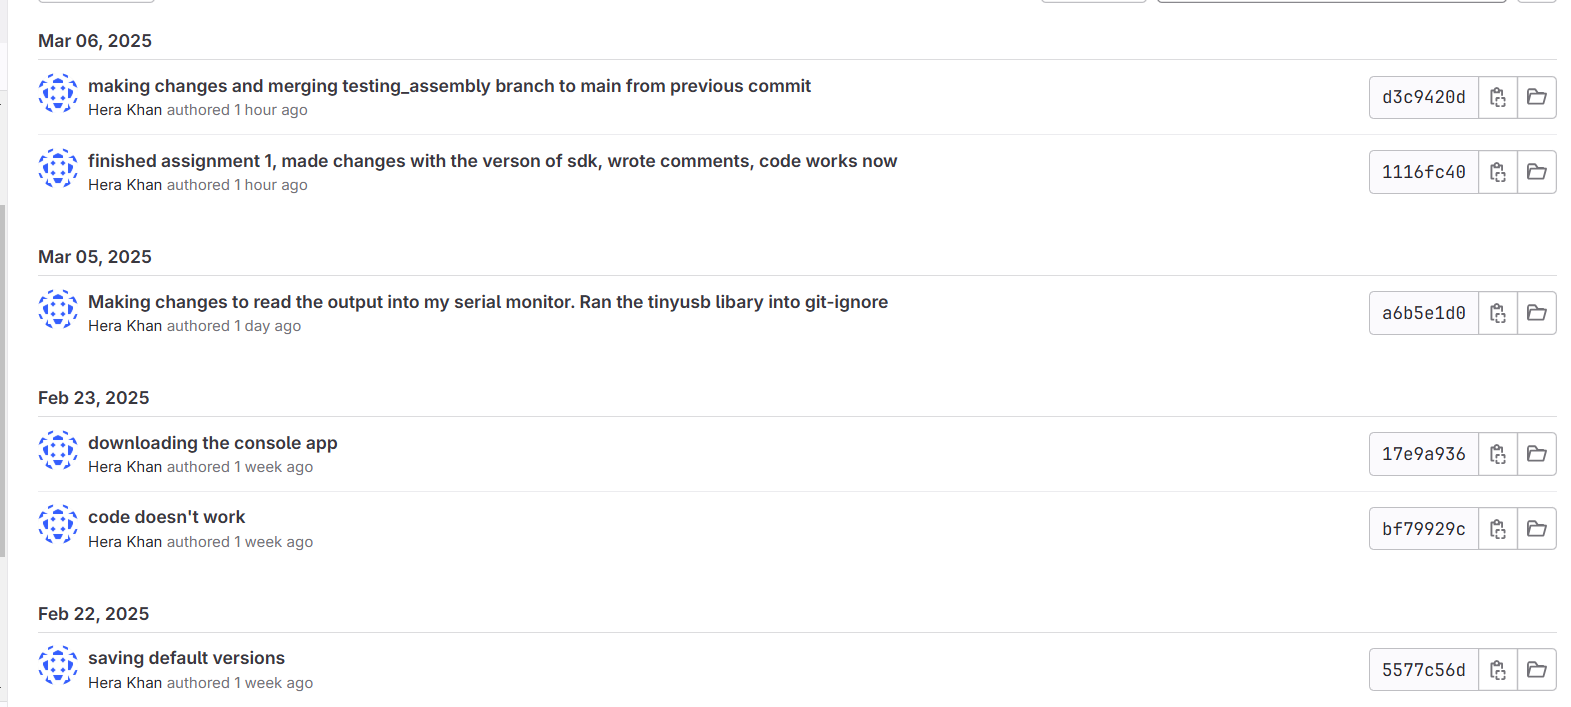 Mar 06, 2025
making changes and merging testing_assembly branch to main from previous commit
Hera Khan authored 1 hour ago
d3c9420d
finished assignment 1, made changes with the verson of sdk, wrote comments, code works now
Hera Khan authored 1 hour ago
1116fc40
Mar 05, 2025
Making changes to read the output into my serial monitor. Ran the tinyusb libary into git-ignore
Hera Khan authored 1 day ago
a6b5e1d0
Feb 23, 2025
downloading the console app
Hera Khan authored 1 week ago
17e9a936
code doesn't work
Hera Khan authored 1 week ago
bf79929c
Feb 22, 2025
saving default versions
Hera Khan authored 1 week ago
5577c56d